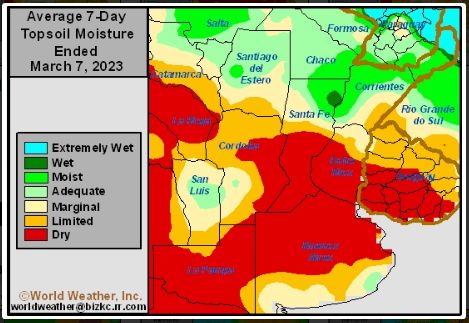 Average 7-Day
Topsoil Moisture
Ended
March 7, 2023
Salta
Formosa
Paraguay
Santiago
del
Estero
Chaco
Catamarca
Corrientes
Rio Grande
do Sul
La Rioja
Santa Fe
Cordoba
Entre
Rios
Uruguay
San
Luis
Buenos
Aires
La Pampa
Extremely Wet
Wet
Moist
Adequate
Marginal
Limited
Dry
©World Weather, Inc.
worldweather@bizkc.rr.com